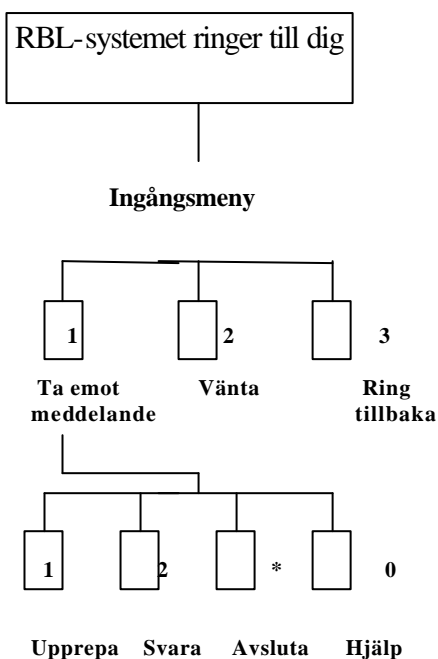 RBL-systemet ringer till dig
Ingångsmeny
1 2 3
Ta emot Vänta Ring
meddelande tillbaka
1 2 * 0
Upprepa Svara Avsluta Hjälp